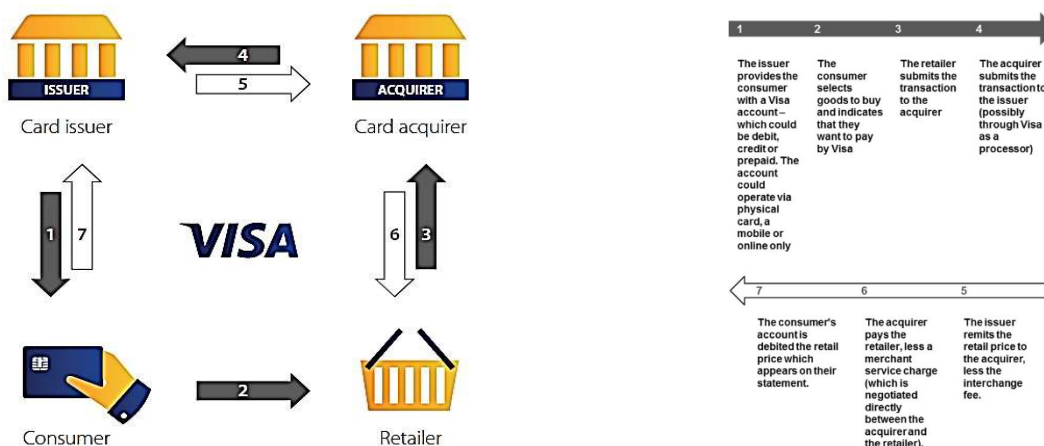 4
5
ISSUER
ACQUIRER
Card issuer
Card acquirer
1
7
VISA
6
3
2
Consumer
Retailer
1
2
3
4
The issuer
provides the
consumer
with a Visa
account –
which could
be debit,
credit or
prepaid. The
account
could
operate via
physical
card, a
mobile or
online only
The
consumer
selects
goods to buy
and indicates
that they
want to pay
by Visa
The retailer
submits the
transaction
to the
acquirer
The acquirer
submits the
transaction to
the issuer
(possibly
through Visa
as a
processor)
7
6
5
The consumer's
account is
debited the retail
price which
appears on their
statement.
The acquirer
pays the
retailer, less a
merchant
service charge
(which is
negotiated
directly
between the
acquirer and
the retailer).
The issuer
remits the
retail price to
the acquirer,
less the
interchange
fee.